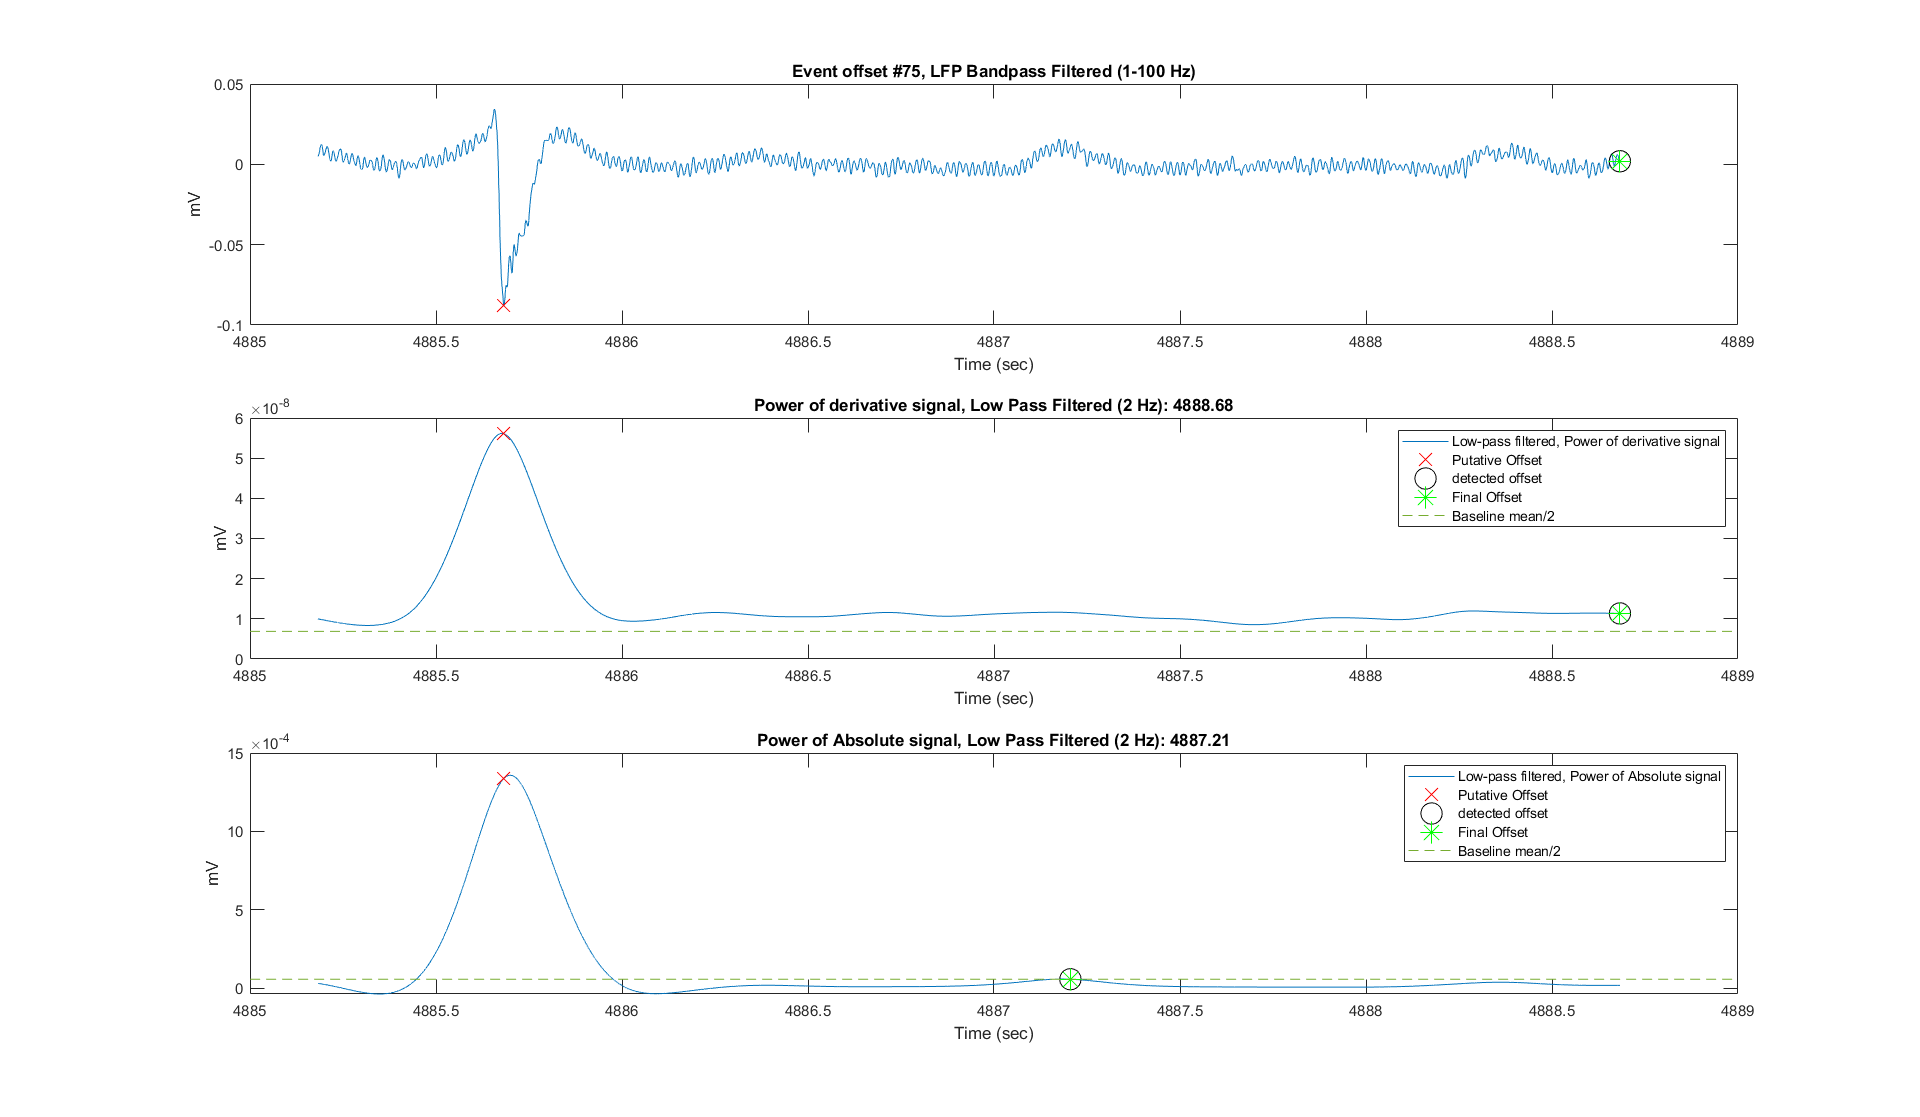 Event offset #75, LFP Bandpass Filtered (1-100 Hz)
0.05
0
-0.05
-0.1
mV
4885 4885.5 4886 4886.5 4887 4887.5 4888 4888.5 4889
Time (sec)
Power of derivative signal, Low Pass Filtered (2 Hz): 4888.68
×10-8
6
5
4
3
2
1
0
mV
Low-pass filtered, Power of derivative signal
Putative Offset
detected offset
Final Offset
Baseline mean/2
4885 4885.5 4886 4886.5 4887 4887.5 4888 4888.5 4889
Time (sec)
Power of Absolute signal, Low Pass Filtered (2 Hz): 4887.21
×10-4
15
10
5
0
mV
Low-pass filtered, Power of Absolute signal
Putative Offset
detected offset
Final Offset
Baseline mean/2
4885 4885.5 4886 4886.5 4887 4887.5 4888 4888.5 4889
Time (sec)